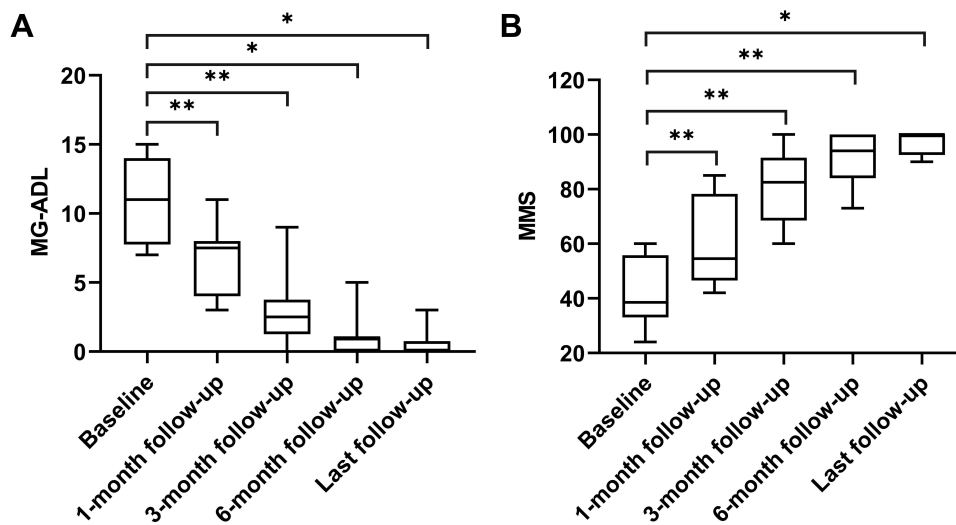 A
*
*
**
**
20
15
10
5
0
MG-ADL
Baseline
1-month follow-up
3-month follow-up
6-month follow-up
Last follow-up
B
*
**
**
**
120
100
80
60
40
20
MMS
Baseline
1-month follow-up
3-month follow-up
6-month follow-up
Last follow-up